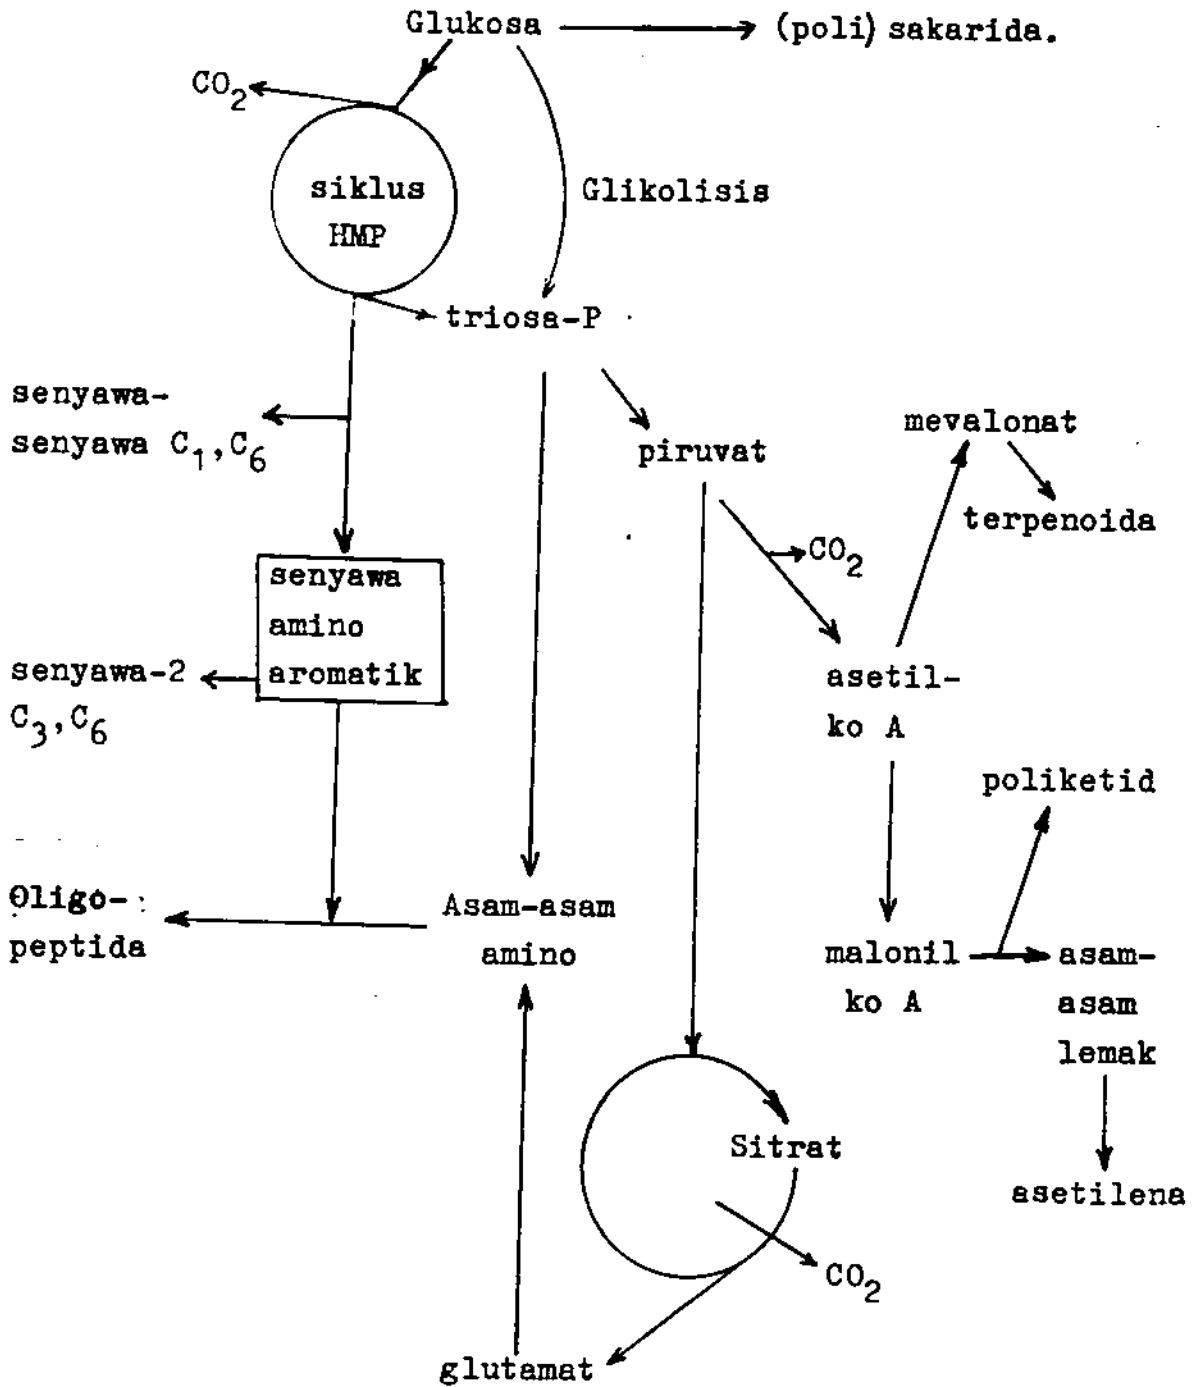 Glukosa
(poli) sakarida.
CO2
siklus
HMP
Glikolisis
triosa-P
senyawa-
senyawa C1,C6
mevalonat
piruvat
terpenoida
CO2
senyawa
amino
aromatik
senyawa-2
C3,C6
asetil-
ko A
poliketid
Oligo-
peptida
Asam-asam
amino
malonil
ko A
asam-
asam
lemak
Sitrat
asetilena
CO2
glutamat